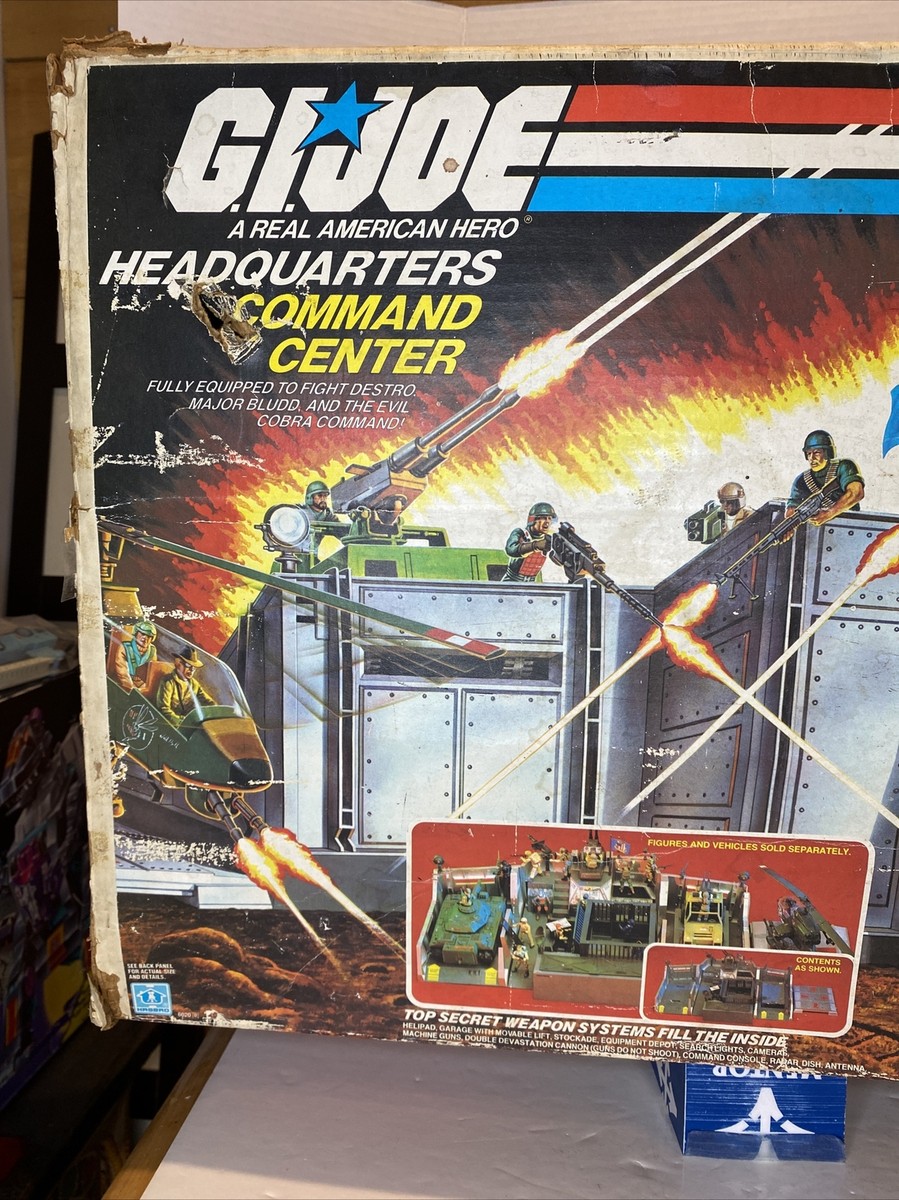 G.I.JOE
A REAL AMERICAN HERO®
HEADQUARTERS
COMMAND
CENTER
FULLY EQUIPPED TO FIGHT DESTRO,
MAJOR BLUDD, AND THE EVIL
COBRA COMMAND!
FIGURES AND VEHICLES SOLD SEPARATELY.
CONTENTS
AS SHOWN.
SEE BACK PANEL
FOR ACTUAL SIZE
AND DETAILS.
HASBRO
TOP SECRET WEAPON SYSTEMS FILL THE INSIDE
HELIPAD, GARAGE WITH MOVABLE LIFT, STOCKADE, EQUIPMENT DEPOT, SEARCH LIGHTS, CAMERAS,
MACHINE GUNS, DOUBLE DEVASTATION CANNON (GUNS DO NOT SHOOT), COMMAND CONSOLE, RADAR DISH, ANTENNA
MENTOR